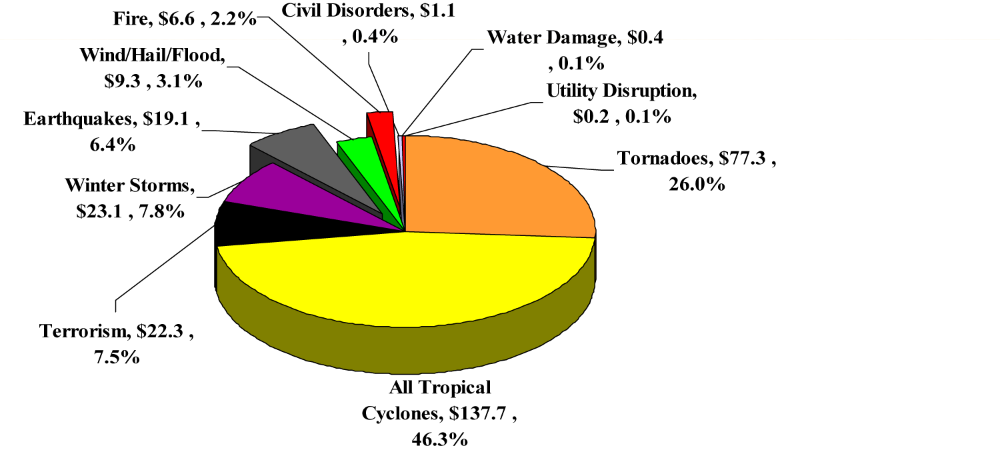 Fire, $6.6 , 2.2%
Civil Disorders, $1.1
, 0.4%
Water Damage, $0.4
, 0.1%
Wind/Hail/Flood,
$9.3 , 3.1%
Utility Disruption,
$0.2 , 0.1%
Earthquakes, $19.1 ,
6.4%
Tornadoes, $77.3 ,
26.0%
Winter Storms,
$23.1 , 7.8%
Terrorism, $22.3 ,
7.5%
All Tropical
Cyclones, $137.7 ,
46.3%